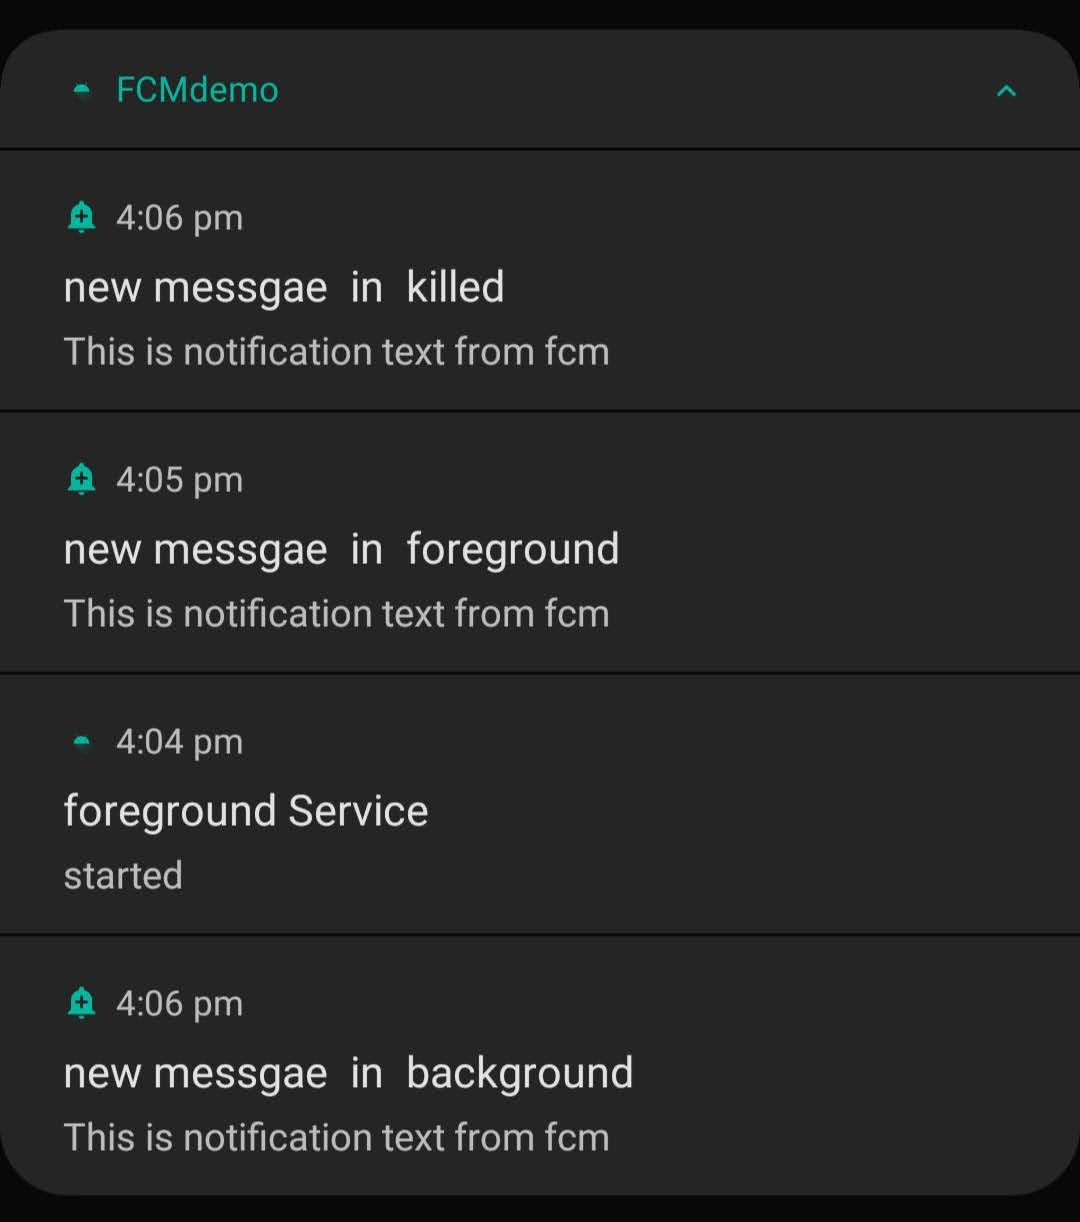 FCMdemo
4:06 pm
new messgae in killed
This is notification text from fcm
4:05 pm
new messgae in foreground
This is notification text from fcm
4:04 pm
foreground Service
started
4:06 pm
new messgae in background
This is notification text from fcm